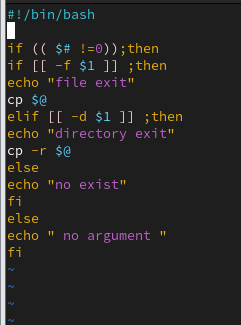 #!/bin/bash
if (( $# !=0));then
if [[ -f $1 ]] ;then
echo "file exit"
cp $@
elif [[ -d $1 ]] ;then
echo "directory exit"
cp -r $@
else
echo "no exist"
fi
else
echo " no argument "
fi
~
~
~
~